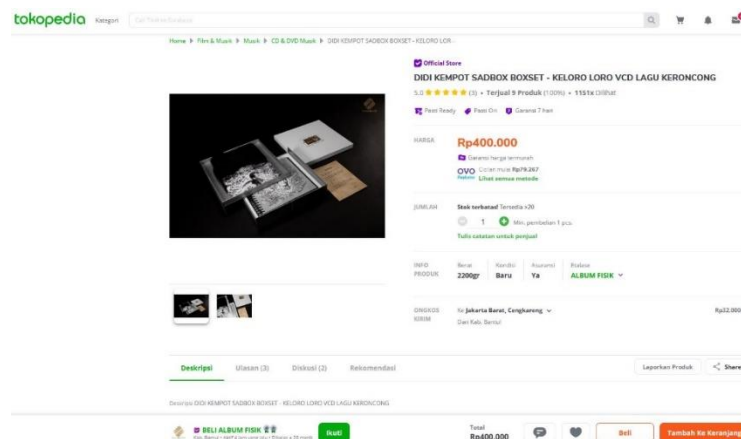 tokopedia Kategori
Home Film & Musik Musik CD & DVD Musik DIDI KEMPOT SADBOX BOXSET - KELORO LOR...
Official Store
DIDI KEMPOT SADBOX BOXSET - KELORO LORO VCD LAGU KERONCONG
5.0 (3) • Terjual 9 Produk (100%) • 1151x Dilihat
Pasti Ready Pasti Ori Garansi 7 hari
HARGA Rp400.000
Garansi harga termurah
OVO Cicilan mulai Rp79.267
Lihat semua metode
JUMLAH Stok terbatas! Tersedia >20
1 Min. pembelian 1 pcs
Tulis catatan untuk penjual
INFO PRODUK
Berat Kondisi Asuransi Etalase
2200gr Baru Ya ALBUM FISIK
ONGKOS KIRIM
Ke Jakarta Barat, Cengkareng Rp32.000
Dari Kab. Bantul
Deskripsi Ulasan (3) Diskusi (2) Rekomendasi Laporkan Produk Share
Deskripsi DIDI KEMPOT SADBOX BOXSET - KELORO LORO VCD LAGU KERONCONG
BELI ALBUM FISIK
Ikuti
Total
Rp400.000
Beli Tambah Ke Keranjang